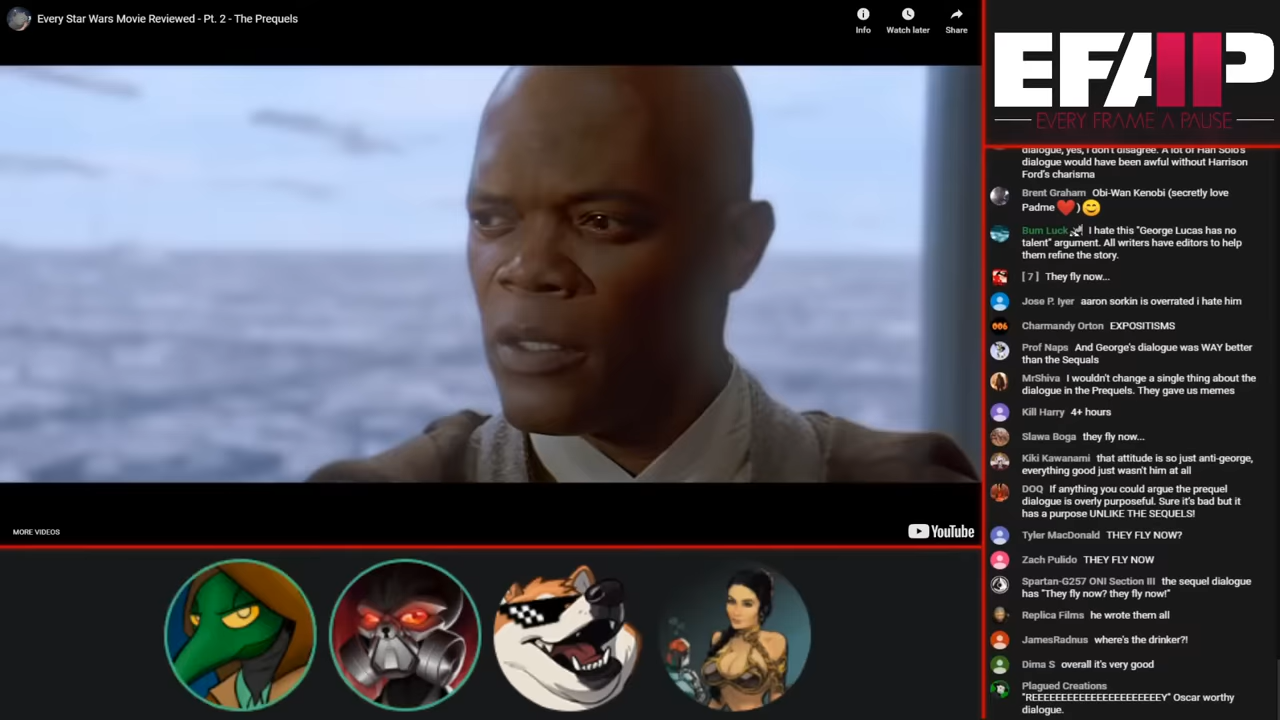 Every Star Wars Movie Reviewed - Pt. 2 - The Prequels
Info
Watch later
Share
MORE VIDEOS
YouTube
EFAP
EVERY FRAME A PAUSE
dialogue, yes, I don't disagree. A lot of Han Solo's
dialogue would have been awful without Harrison
Ford's charisma
Brent Graham Obi-Wan Kenobi (secretly love
Padme ❤️ ) 😊
Bum Luck I hate this "George Lucas has no
talent" argument. All writers have editors to help
them refine the story.
[ 7 ] They fly now...
Jose P. Iyer aaron sorkin is overrated i hate him
006
Charmandy Orton EXPOSITISMS
Prof Naps And George's dialogue was WAY better
than the Sequals
MrShiva I wouldn't change a single thing about the
dialogue in the Prequels. They gave us memes
Kill Harry 4+ hours
Slawa Boga they fly now...
Kiki Kawanami that attitude is so just anti-george,
everything good just wasn't him at all
DOQ If anything you could argue the prequel
dialogue is overly purposeful. Sure it's bad but it
has a purpose UNLIKE THE SEQUELS!
Tyler MacDonald THEY FLY NOW?
Zach Pulido THEY FLY NOW
Spartan-G257 ONI Section III the sequel dialogue
has "They fly now? they fly now!"
Replica Films he wrote them all
JamesRadnus where's the drinker?!
Dima S overall it's very good
Plagued Creations
"REEEEEEEEEEEEEEEEEEEEEEY" Oscar worthy
dialogue.